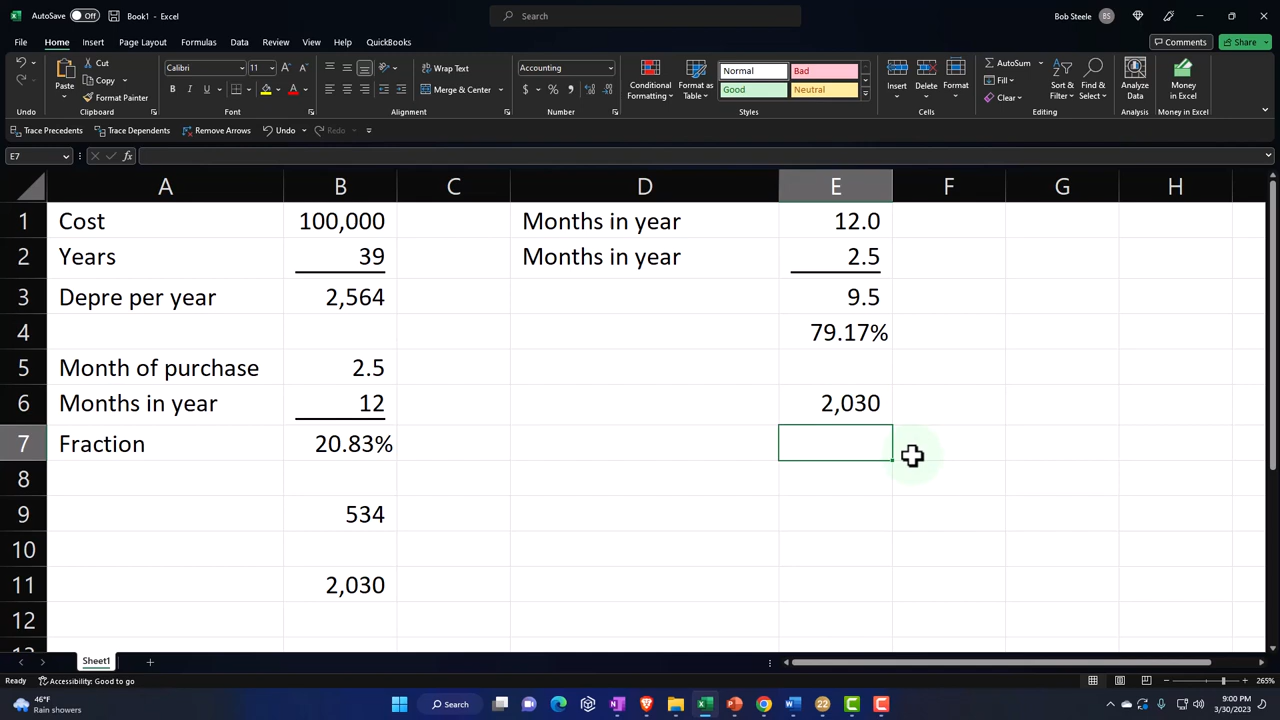 AutoSave Off Book1 - Excel Search Bob Steele BS
File Home Insert Page Layout Formulas Data Review View Help QuickBooks Comments Share
Paste Cut Copy Format Painter
Calibri 11 Wrap Text Merge & Center
Accounting Conditional Formatting Format as Table
Normal Bad Good Neutral
Insert Delete Format
AutoSum Fill Clear Sort & Filter Find & Select
Analyze Data Money in Excel
Undo Clipboard Font Alignment Number Styles Cells Editing Analysis Money in Excel
Trace Precedents Trace Dependents Remove Arrows Undo Redo
E7 fx
A B C D E F G H
1 Cost 100,000 Months in year 12.0
2 Years 39 Months in year 2.5
3 Depre per year 2,564 9.5
4 79.17%
5 Month of purchase 2.5
6 Months in year 12 2,030
7 Fraction 20.83%
8
9 534
10
11 2,030
12
Sheet1
Ready Accessibility: Good to go 265%
46°F
Rain showers
Search
22
9:00 PM
3/30/2023